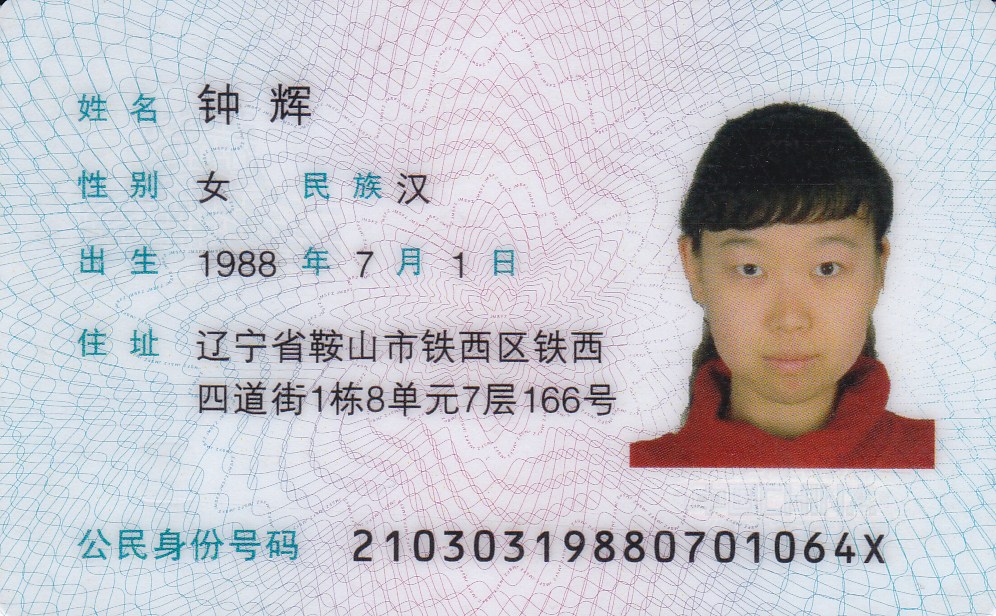 姓名 钟辉
性别 女 民族 汉
出生 1988 年 7 月 1 日
住址 辽宁省鞍山市铁西区铁西
四道街1栋8单元7层166号
公民身份号码 21030319880701064X